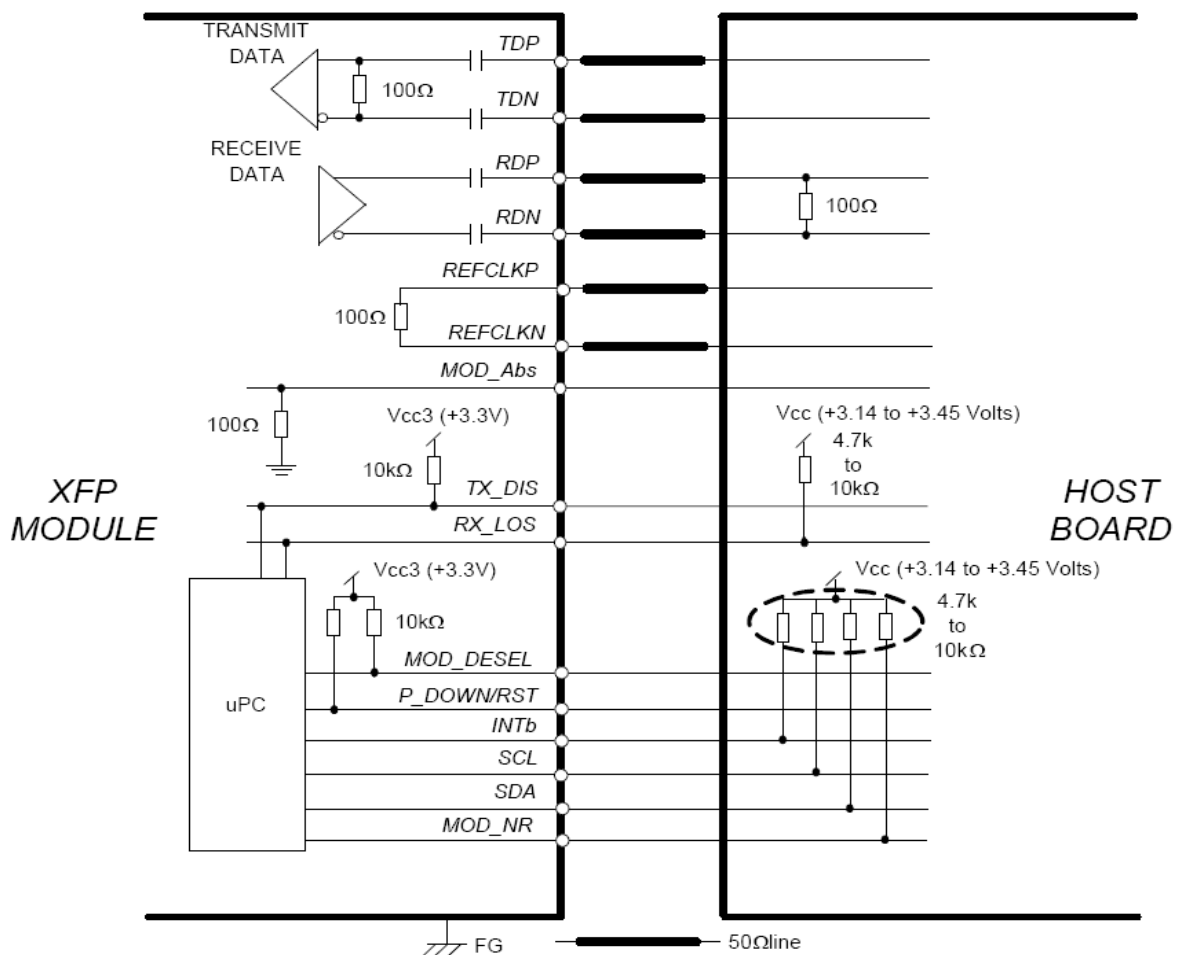 TRANSMIT
DATA
TDP
100Ω
TDN
RECEIVE
DATA
RDP
RDN
100Ω
REFCLKP
100Ω
REFCLKN
MOD_Abs
100Ω
Vcc3 (+3.3V)
10kΩ
TX_DIS
RX_LOS
Vcc (+3.14 to +3.45 Volts)
4.7k
to
10kΩ
XFP
MODULE
HOST
BOARD
Vcc3 (+3.3V)
10kΩ
Vcc (+3.14 to +3.45 Volts)
4.7k
to
10kΩ
MOD_DESEL
P_DOWN/RST
uPC
INTb
SCL
SDA
MOD_NR
FG
50Ωline